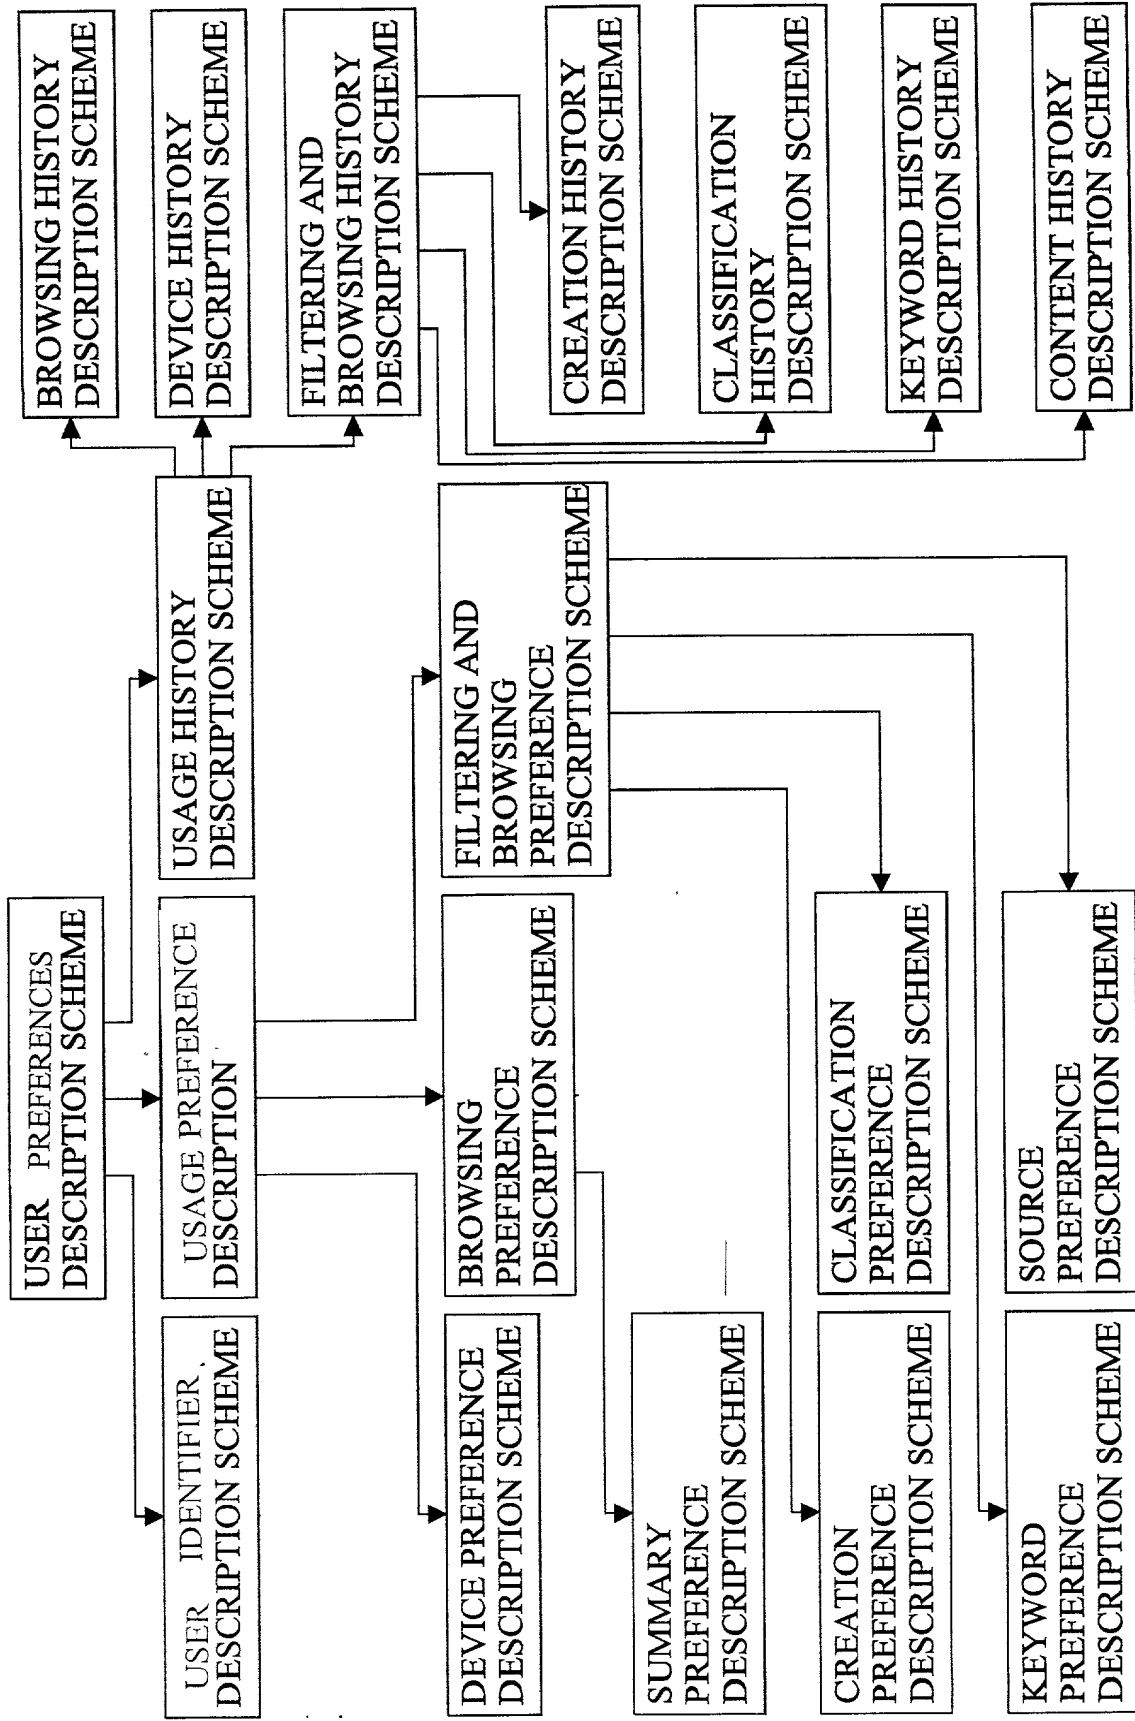 USER PREFERENCES
DESCRIPTION SCHEME
USER IDENTIFIER
DESCRIPTION SCHEME
USAGE PREFERENCE
DESCRIPTION
USAGE HISTORY
DESCRIPTION SCHEME
BROWSING HISTORY
DESCRIPTION SCHEME
DEVICE HISTORY
DESCRIPTION SCHEME
FILTERING AND
BROWSING HISTORY
DESCRIPTION SCHEME
DEVICE PREFERENCE
DESCRIPTION SCHEME
BROWSING
PREFERENCE
DESCRIPTION SCHEME
FILTERING AND
BROWSING
PREFERENCE
DESCRIPTION SCHEME
CREATION HISTORY
DESCRIPTION SCHEME
SUMMARY
PREFERENCE
DESCRIPTION SCHEME
CLASSIFICATION
HISTORY
DESCRIPTION SCHEME
CREATION
PREFERENCE
DESCRIPTION SCHEME
CLASSIFICATION
PREFERENCE
DESCRIPTION SCHEME
KEYWORD HISTORY
DESCRIPTION SCHEME
KEYWORD
PREFERENCE
DESCRIPTION SCHEME
SOURCE
PREFERENCE
DESCRIPTION SCHEME
CONTENT HISTORY
DESCRIPTION SCHEME